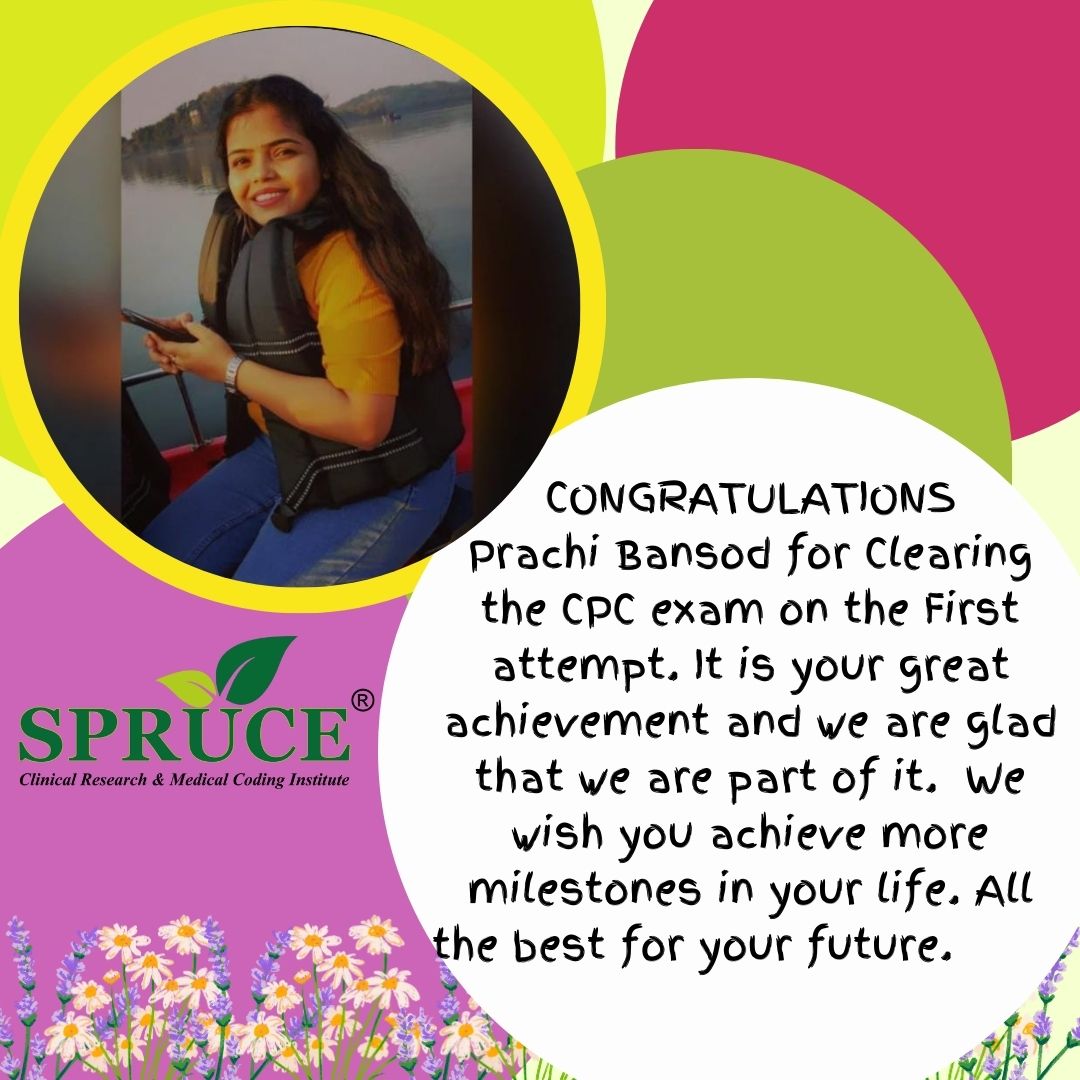 CONGRATULATIONS
Prachi Bansod for Clearing
the CPC exam on the First
attempt. It is your great
achievement and we are glad
that we are part of it.  We
wish you achieve more
milestones in your life. All
the best for your future.
SPRUCE®
Clinical Research & Medical Coding Institute